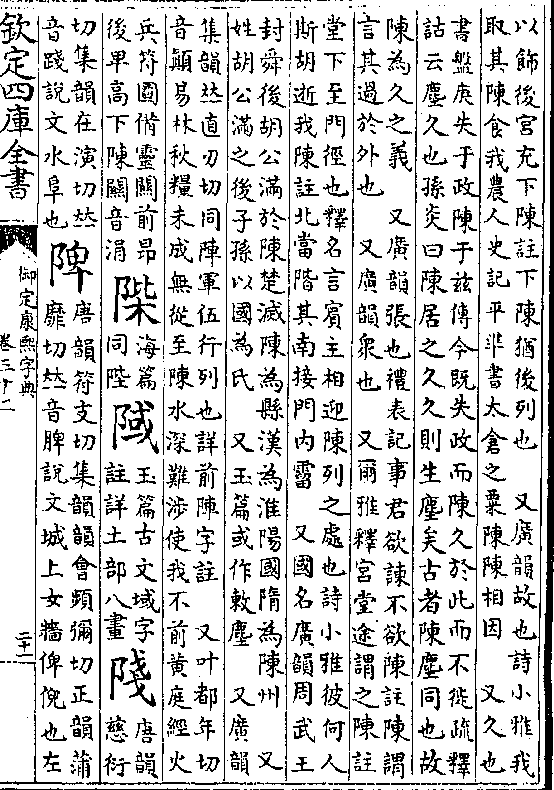 以飾後宮充下陳註下陳猶後列也　又廣韻故也詩小雅我
取其陳食我農人史記平準書太倉之粟陳陳相因　又久也
書盤庚失于政陳于兹傳今既失政而陳久於此而不徙疏釋
詁云塵久也孫炎曰陳居之久久則生塵矣古者陳塵同也故
陳為久之義　又廣韻張也禮表記事君欲諫不欲陳註陳謂
言其過於外也　又廣韻衆也　又爾雅釋宮堂途謂之陳註
堂下至門徑也釋名言賓主相迎陳列之處也詩小雅彼何人
斯胡逝我陳註北當階其南接門内霤　又國名廣韻周武王
封舜後胡公滿於陳楚滅陳為縣漢為淮陽國隋為陳州　又
姓胡公滿之後子孫以國為氏　又玉篇或作敶塵　又廣韻
集韻𠀤直刃切同陣軍伍行列也詳前陣字註　又叶都年切
音顚易林秋糧未成無從至陳水深難涉使我不前黄庭經火
兵符圖備靈關前昂
後卑高下陳闗音涓
陛
海篇
同陛
䧕
玉篇古文域字
註詳土部八畫
䧖
唐韻
慈衍
切集韻在演切𠀤
音踐說文水阜也
陴
唐韻符支切集韻韻會頻彌切正韻蒲
靡切𠀤音脾說文城上女牆俾倪也左
欽定四庫全書
御定康熙字典
卷三十二
二十一